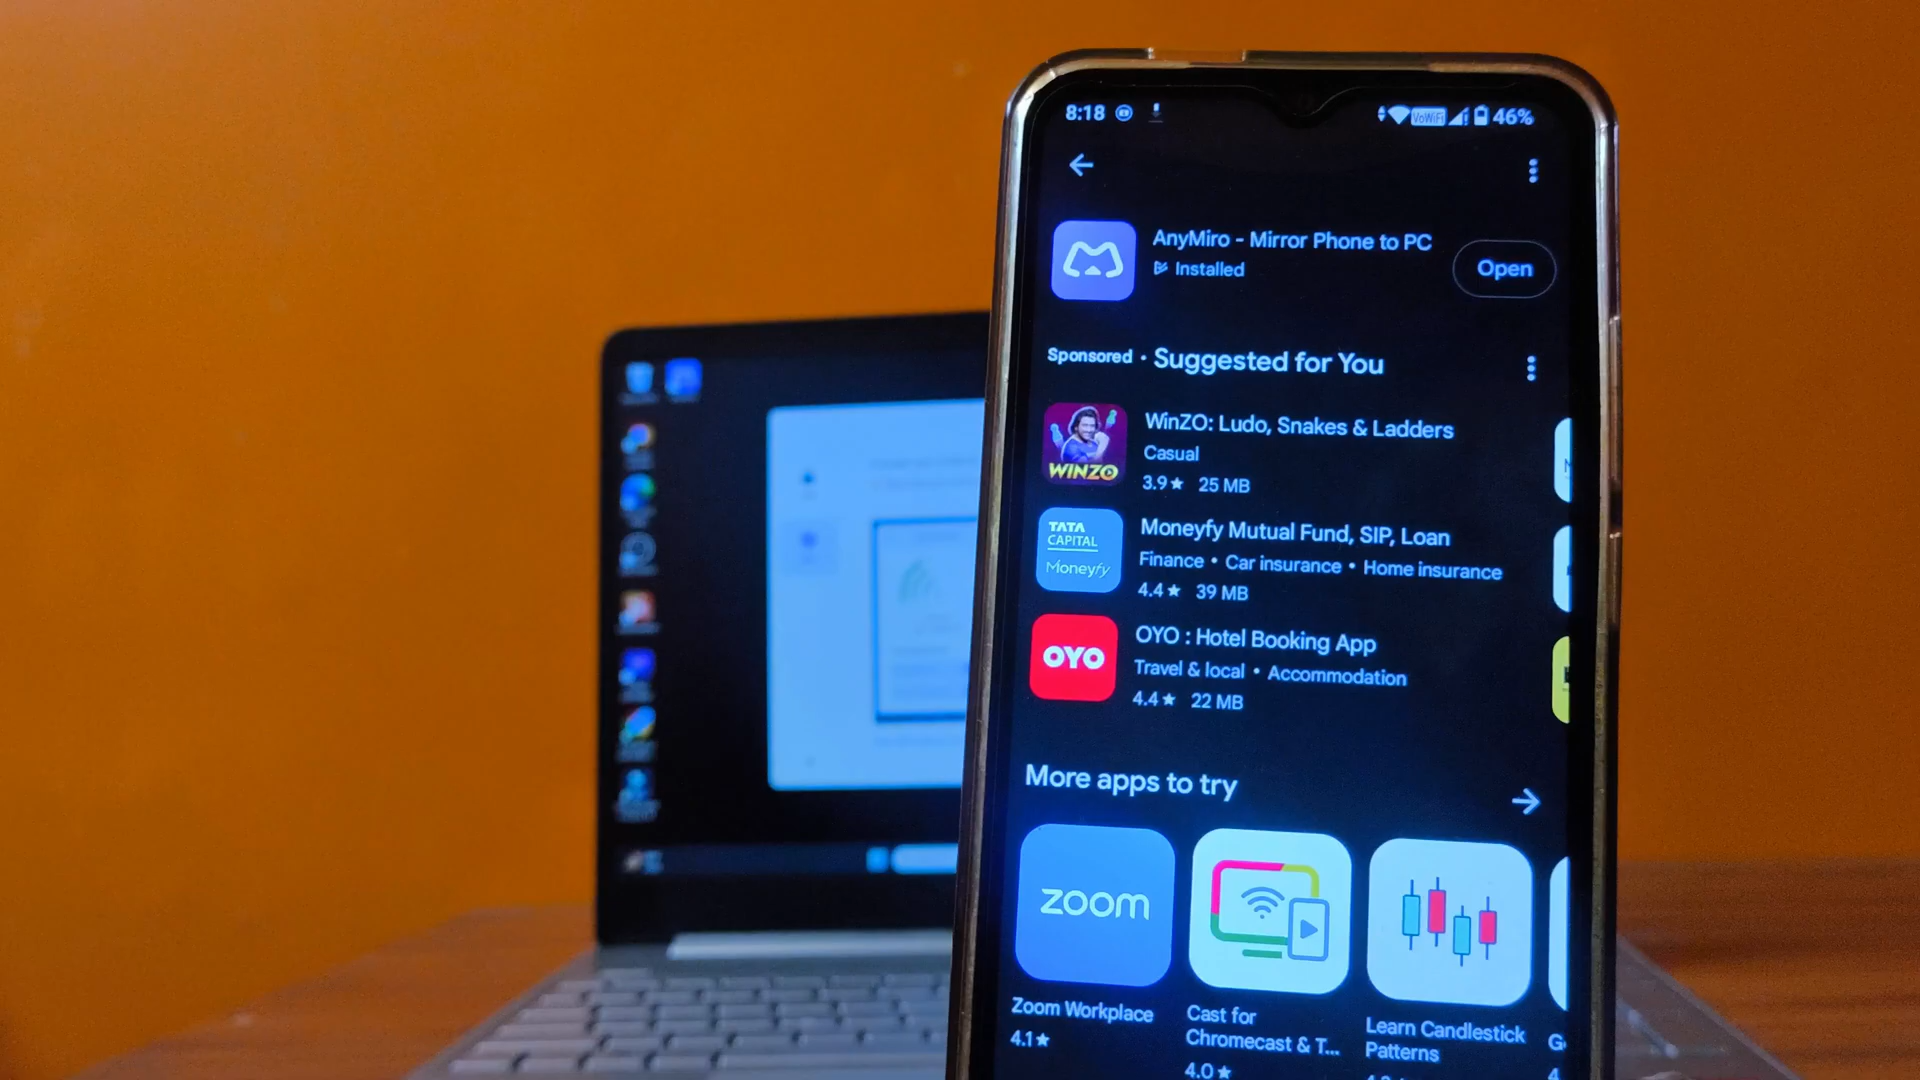 8:18 VoWiFi 46%
AnyMiro - Mirror Phone to PC
Installed
Open
Sponsored · Suggested for You
WINZO
WinZO: Ludo, Snakes & Ladders
Casual
3.9★ 25 MB
TATA
CAPITAL
Moneyfy
Moneyfy Mutual Fund, SIP, Loan
Finance • Car insurance • Home insurance
4.4★ 39 MB
OYO
OYO : Hotel Booking App
Travel & local • Accommodation
4.4★ 22 MB
More apps to try
zoom
Zoom Workplace
4.1★
Cast for
Chromecast & T...
4.0★
Learn Candlestick
Patterns